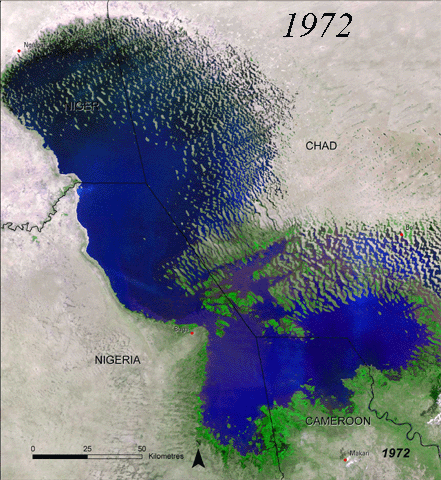 1972
NIGER
CHAD
NIGERIA
CAMEROON
Makari
1972
0 25 50
Kilometres